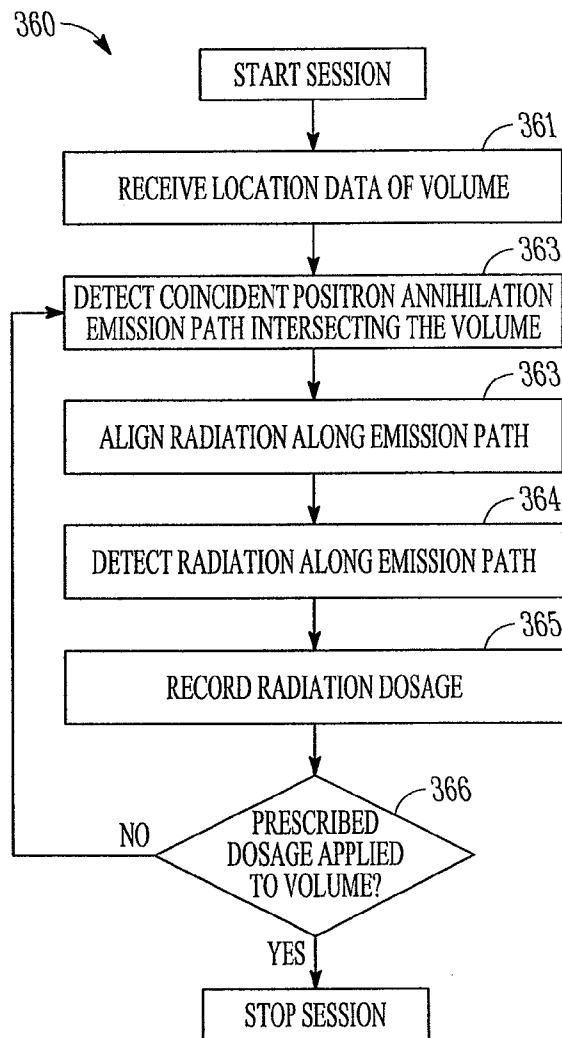 360
START SESSION
361
RECEIVE LOCATION DATA OF VOLUME
363
DETECT COINCIDENT POSITRON ANNIHILATION
EMISSION PATH INTERSECTING THE VOLUME
363
ALIGN RADIATION ALONG EMISSION PATH
364
DETECT RADIATION ALONG EMISSION PATH
365
RECORD RADIATION DOSAGE
366
NO
PRESCRIBED
DOSAGE APPLIED
TO VOLUME?
YES
STOP SESSION